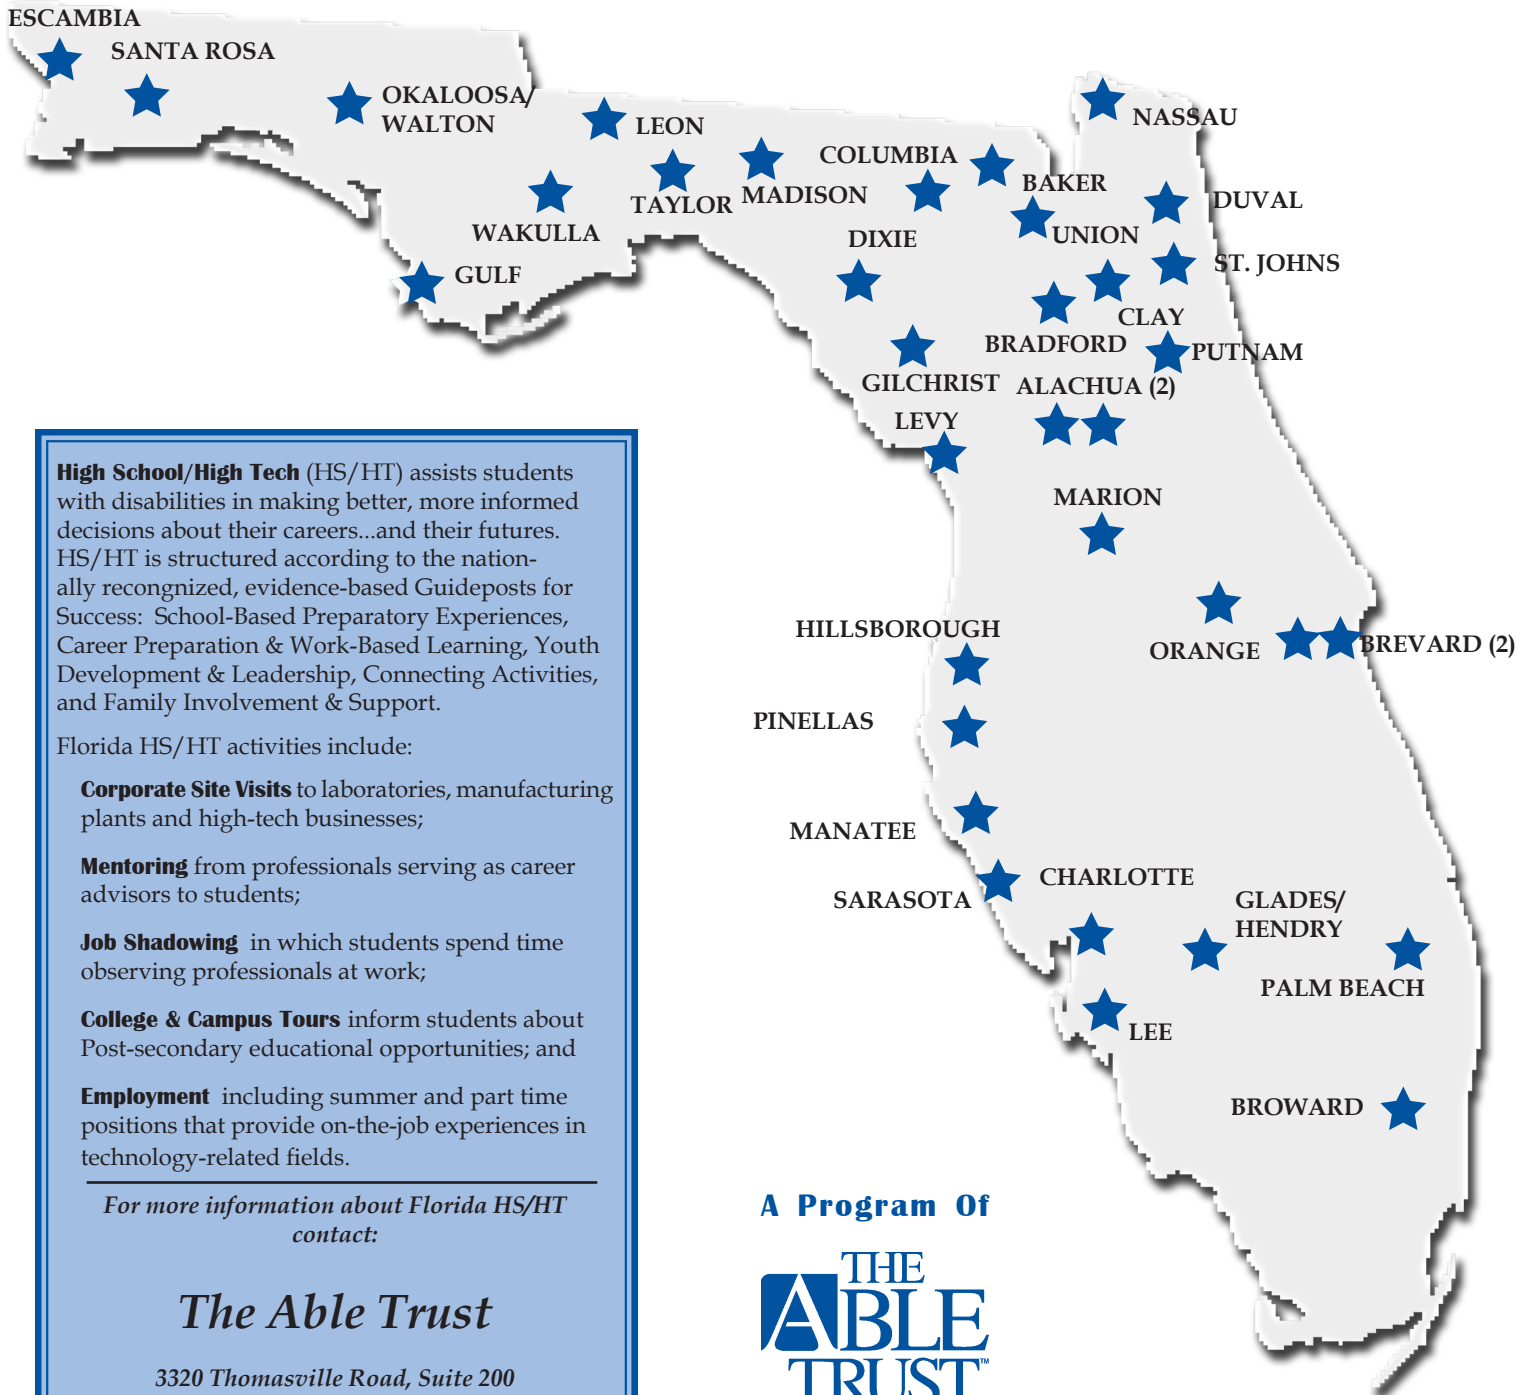 ESCAMBIA
SANTA ROSA
OKALOOSA/
WALTON
LEON
NASSAU
COLUMBIA
BAKER
TAYLOR
MADISON
DUVAL
WAKULLA
DIXIE
UNION
GULF
ST. JOHNS
CLAY
BRADFORD
PUTNAM
GILCHRIST
ALACHUA (2)
LEVY
MARION
HILLSBOROUGH
ORANGE
BREVARD (2)
PINELLAS
MANATEE
SARASOTA
CHARLOTTE
GLADES/
HENDRY
PALM BEACH
LEE
BROWARD
High School/High Tech (HS/HT) assists students
with disabilities in making better, more informed
decisions about their careers...and their futures.
HS/HT is structured according to the nation-
ally recongnized, evidence-based Guideposts for
Success: School-Based Preparatory Experiences,
Career Preparation & Work-Based Learning, Youth
Development & Leadership, Connecting Activities,
and Family Involvement & Support.
Florida HS/HT activities include:
Corporate Site Visits to laboratories, manufacturing
plants and high-tech businesses;
Mentoring from professionals serving as career
advisors to students;
Job Shadowing in which students spend time
observing professionals at work;
College & Campus Tours inform students about
Post-secondary educational opportunities; and
Employment including summer and part time
positions that provide on-the-job experiences in
technology-related fields.
For more information about Florida HS/HT
contact:
The Able Trust
3320 Thomasville Road, Suite 200
A Program Of
THE
ABLE
TRUST™